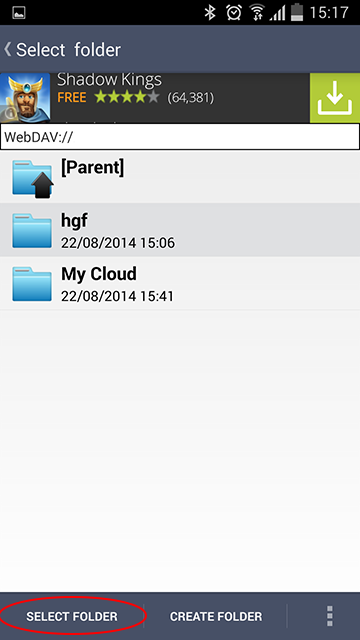 15:17
Select folder
Shadow Kings
FREE (64,381)
WebDAV://
[Parent]
hgf
22/08/2014 15:06
My Cloud
22/08/2014 15:41
SELECT FOLDER CREATE FOLDER